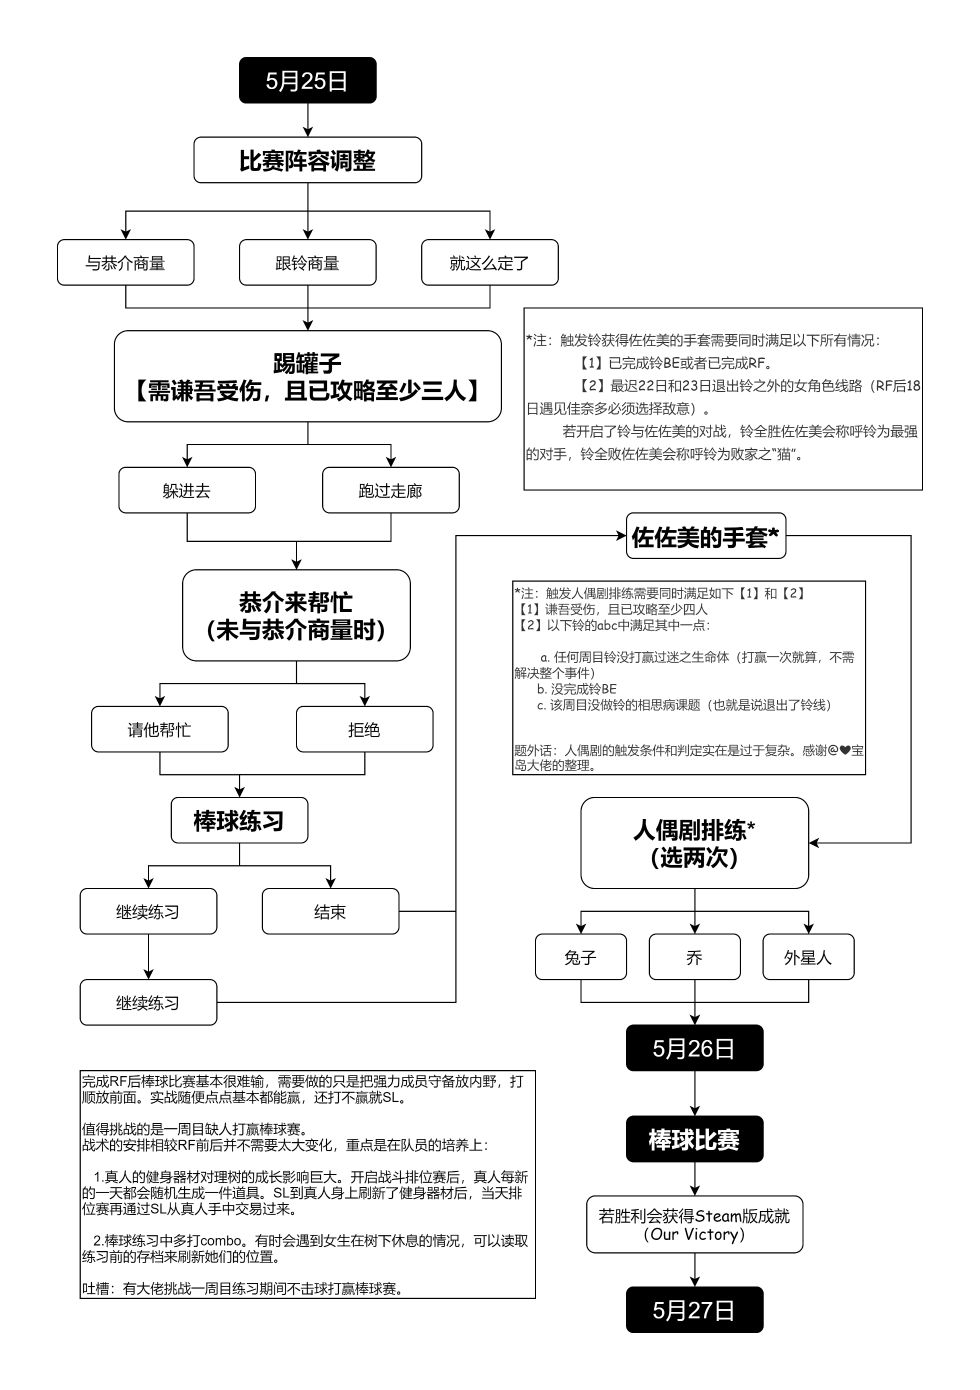 5月25日
比赛阵容调整
与恭介商量
跟铃商量
就这么定了
踢罐子
【需谦吾受伤，且已攻略至少三人】
*注：触发铃获得佐佐美的手套需要同时满足以下所有情况：
【1】已完成铃BE或者已完成RF。
【2】最迟22日和23日退出铃之外的女角色线路（RF后18
日遇见佳奈多必须选择敌意）。
若开启了铃与佐佐美的对战，铃全胜佐佐美会称呼铃为最强
的对手，铃全败佐佐美会称呼铃为败家之“猫”。
躲进去
跑过走廊
恭介来帮忙
（未与恭介商量时）
请他帮忙
拒绝
棒球练习
继续练习
结束
继续练习
佐佐美的手套*
*注：触发人偶剧排练需要同时满足如下【1】和【2】
【1】谦吾受伤，且已攻略至少四人
【2】以下铃的abc中满足其中一点：
a. 任何周目铃没打赢过迷之生命体（打赢一次就算，不需
解决整个事件）
b. 没完成铃BE
c. 该周目没做铃的相思病课题（也就是说退出了铃线）
题外话：人偶剧的触发条件和判定实在是过于复杂。感谢@❤宝
岛大佬的整理。
人偶剧排练*
（选两次）
兔子
乔
外星人
5月26日
棒球比赛
若胜利会获得Steam版成就
（Our Victory）
5月27日
完成RF后棒球比赛基本很难输，需要做的只是把强力成员守备放内野，打
顺放前面。实战随便点点基本都能赢，还打不赢就SL。
值得挑战的是一周目缺人打赢棒球赛。
战术的安排相较RF前后并不需要太大变化，重点是在队员的培养上：
1.真人的健身器材对理树的成长影响巨大。开启战斗排位赛后，真人每新
的一天都会随机生成一件道具。SL到真人身上刷新了健身器材后，当天排
位赛再通过SL从真人手中交易过来。
2.棒球练习中多打combo。有时会遇到女生在树下休息的情况，可以读取
练习前的存档来刷新她们的位置。
吐槽：有大佬挑战一周目练习期间不击球打赢棒球赛。